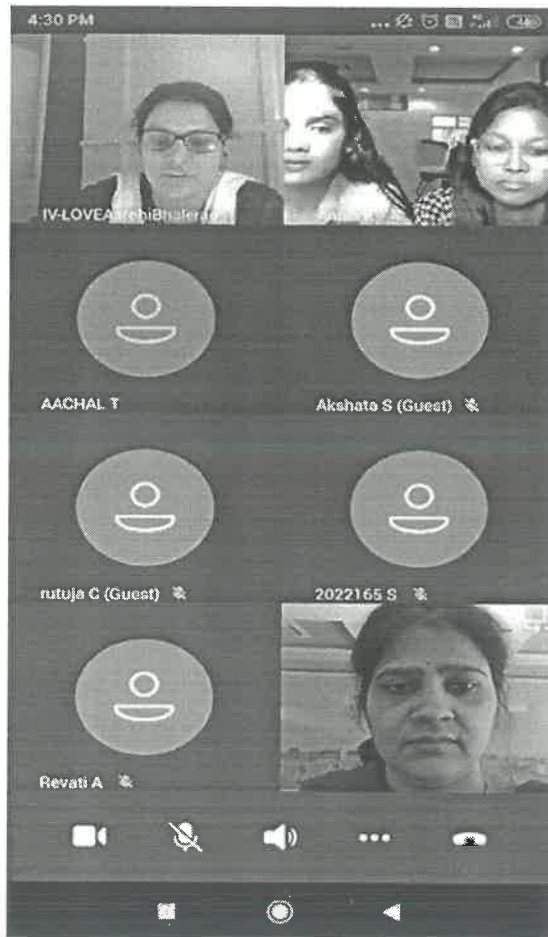 4:30 PM
IV-LOVEAarohiBhalerao
AACHAL T
Akshata S (Guest)
rutuja C (Guest)
2022165 S
Revati A